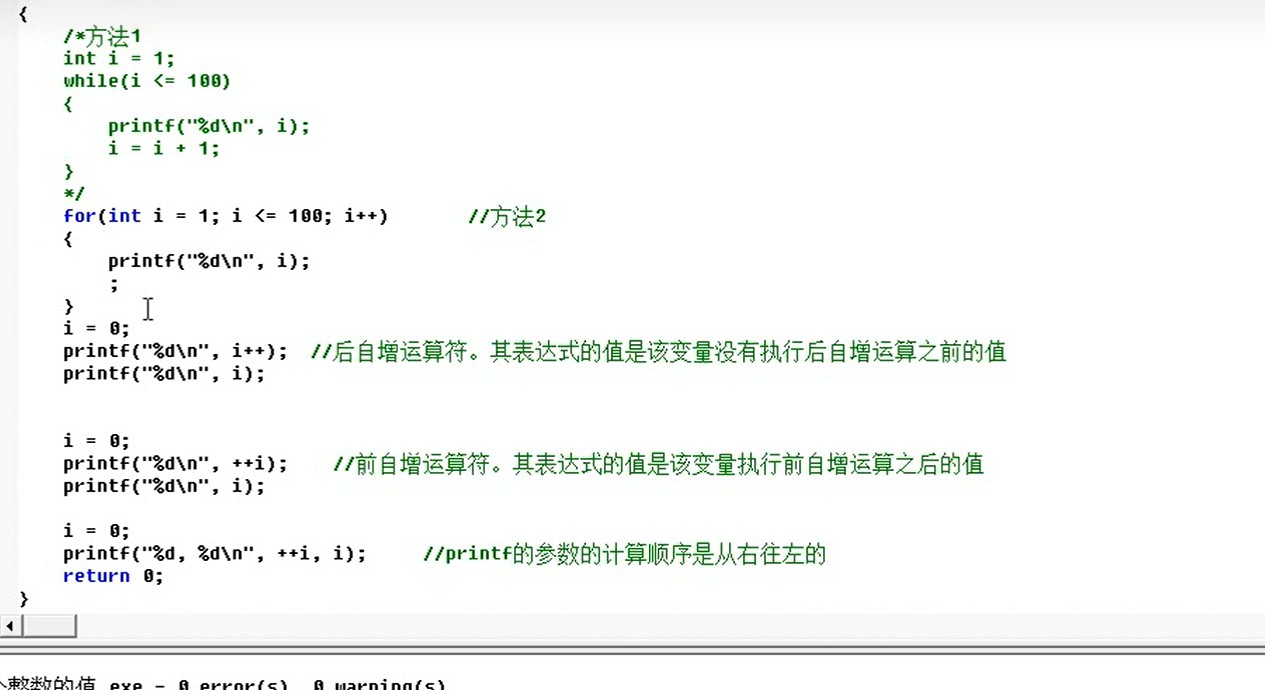 {
/*方法1
int i = 1;
while(i <= 100)
{
printf("%d\n", i);
i = i + 1;
}
*/
for(int i = 1; i <= 100; i++) //方法2
{
printf("%d\n", i);
;
}
i = 0;
printf("%d\n", i++); //后自增运算符。其表达式的值是该变量没有执行后自增运算之前的值
printf("%d\n", i);
i = 0;
printf("%d\n", ++i); //前自增运算符。其表达式的值是该变量执行前自增运算之后的值
printf("%d\n", i);
i = 0;
printf("%d, %d\n", ++i, i); //printf的参数的计算顺序是从右往左的
return 0;
}
整数的值.exe - 0 error(s), 0 warning(s)